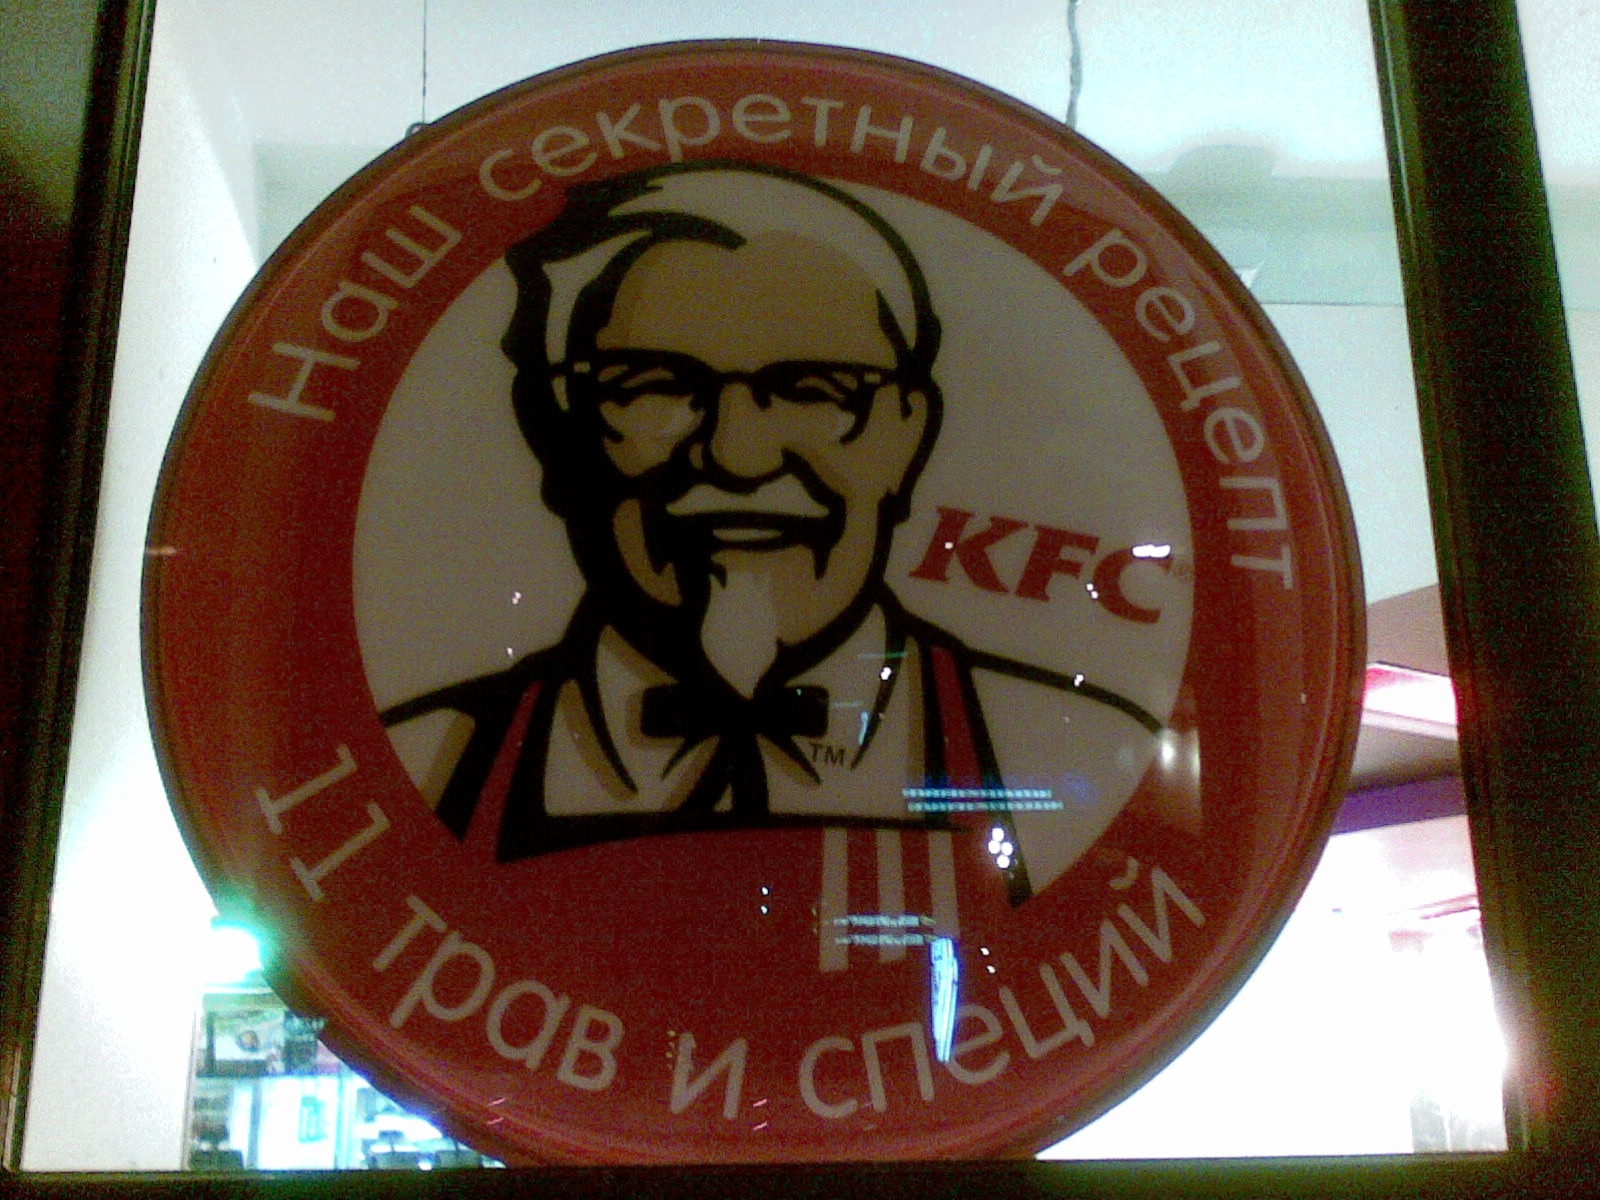 Наш секретный рецепт
KFC®
TM
11 трав и специй